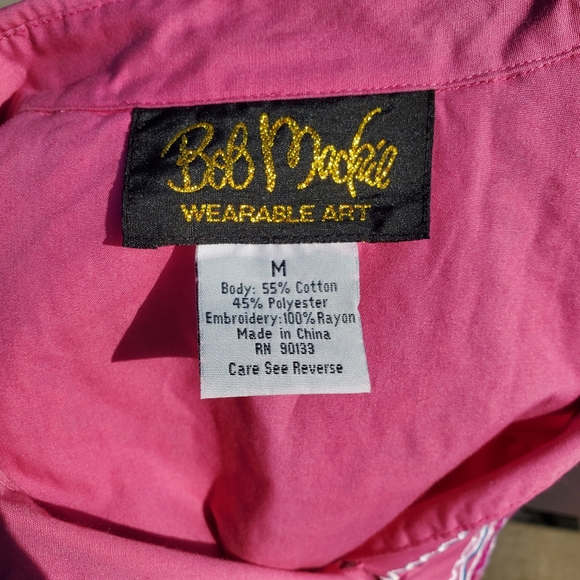 Bob Mackie
WEARABLE ART
M
Body: 55% Cotton
45% Polyester
Embroidery:100% Rayon
Made in China
RN 90133
Care See Reverse